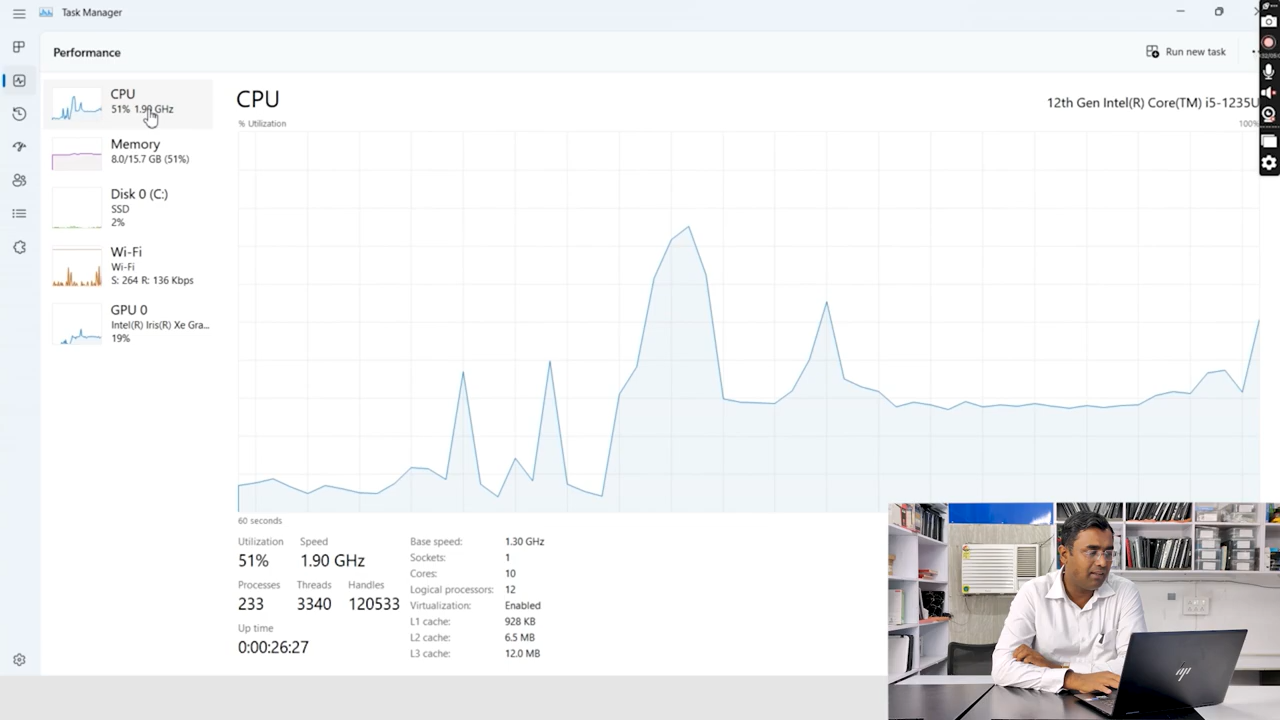 Task Manager
Performance
Run new task
CPU
51% 1.90 GHz
Memory
8.0/15.7 GB (51%)
Disk 0 (C:)
SSD
2%
Wi-Fi
Wi-Fi
S: 264 R: 136 Kbps
GPU 0
Intel(R) Iris(R) Xe Gra...
19%
CPU
12th Gen Intel(R) Core(TM) i5-1235U
% Utilization
100%
60 seconds
Utilization
Speed
51%
1.90 GHz
Processes
Threads
Handles
233
3340
120533
Up time
0:00:26:27
Base speed: 1.30 GHz
Sockets: 1
Cores: 10
Logical processors: 12
Virtualization: Enabled
L1 cache: 928 KB
L2 cache: 6.5 MB
L3 cache: 12.0 MB
hp